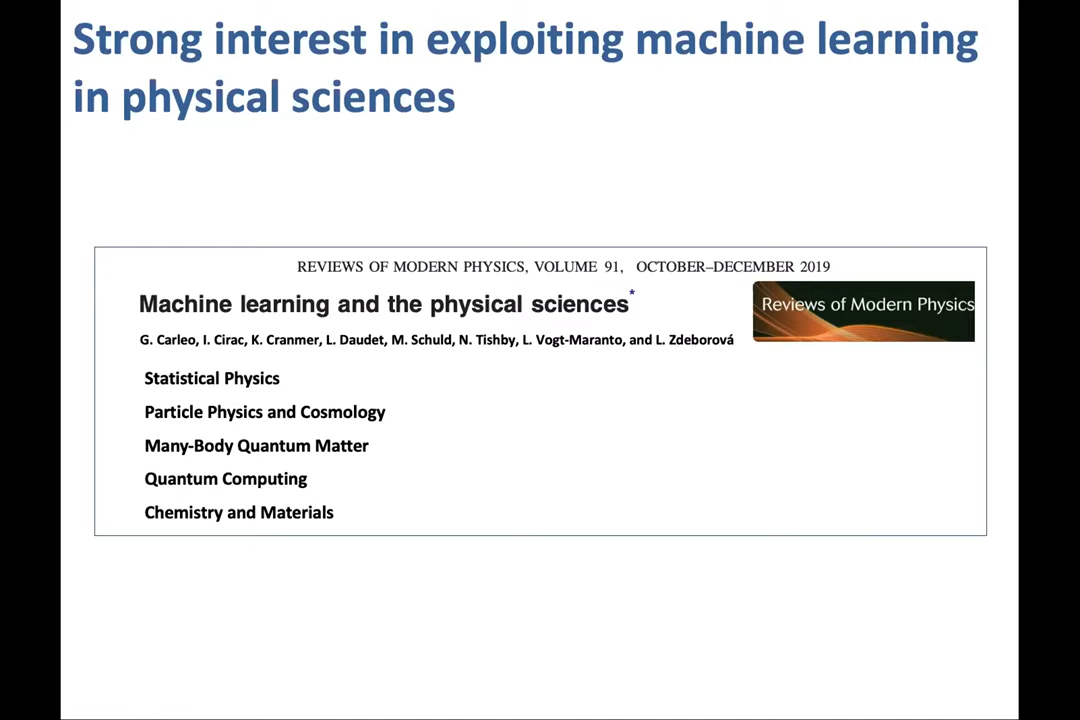 Strong interest in exploiting machine learning
in physical sciences
REVIEWS OF MODERN PHYSICS, VOLUME 91, OCTOBER–DECEMBER 2019
Machine learning and the physical sciences*
Reviews of Modern Physics
G. Carleo, I. Cirac, K. Cranmer, L. Daudet, M. Schuld, N. Tishby, L. Vogt-Maranto, and L. Zdeborová
Statistical Physics
Particle Physics and Cosmology
Many-Body Quantum Matter
Quantum Computing
Chemistry and Materials